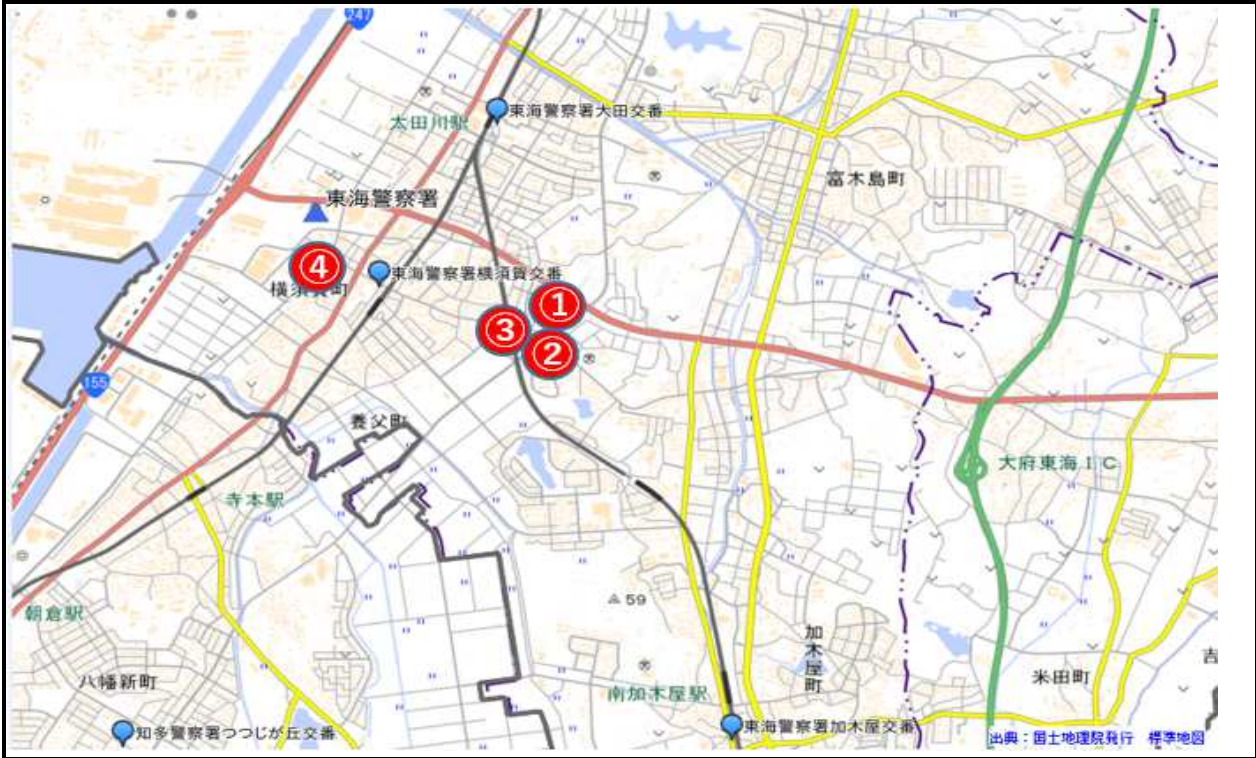 247
東海警察署大田交番
太田川駅
富木島町
東海警察署
④
東海警察署横須賀交番
横須賀町
①
③
②
155
養父町
大府東海IC
寺本駅
59
朝倉駅
加木屋町
八幡新町
南加木屋駅
米田町
吉
知多警察署つつじが丘交番
東海警察署加木屋交番
出典：国土地理院発行 標準地図